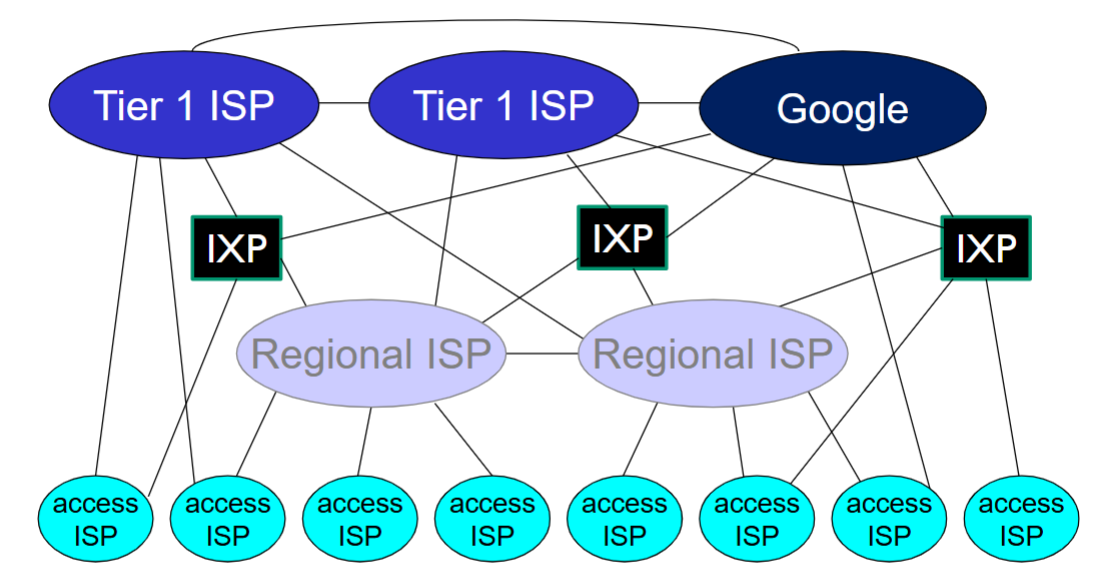 Tier 1 ISP
Tier 1 ISP
Google
IXP
IXP
IXP
Regional ISP
Regional ISP
access
ISP
access
ISP
access
ISP
access
ISP
access
ISP
access
ISP
access
ISP
access
ISP